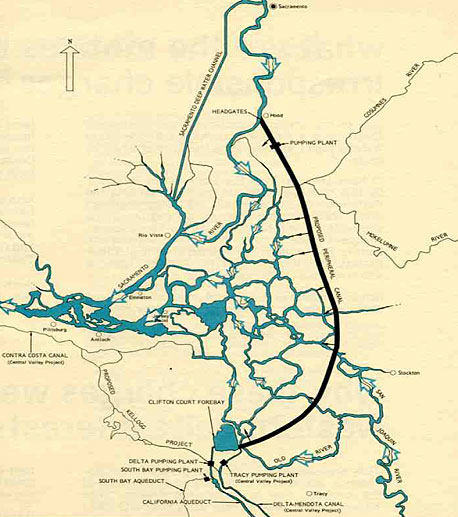 Sacramento
SACRAMENTO DEEP WATER CHANNEL
COSUMNES
RIVER
HEADGATES
Hood
PUMPING PLANT
Rio Vista
RIVER
SACRAMENTO
PROPOSED PERIPHERAL CANAL
MOKELUMNE
RIVER
Emmaton
Pittsburg
Antioch
CONTRA COSTA CANAL
(Central Valley Project)
Stockton
PROPOSED
KELLOGG
PROJECT
CLIFTON COURT FOREBAY
SAN
JOAQUIN
RIVER
OLD
RIVER
DELTA PUMPING PLANT
SOUTH BAY PUMPING PLANT
SOUTH BAY AQUEDUCT
CALIFORNIA AQUEDUCT
TRACY PUMPING PLANT
(Central Valley Project)
Tracy
DELTA-MENDOTA CANAL
(Central Valley Project)